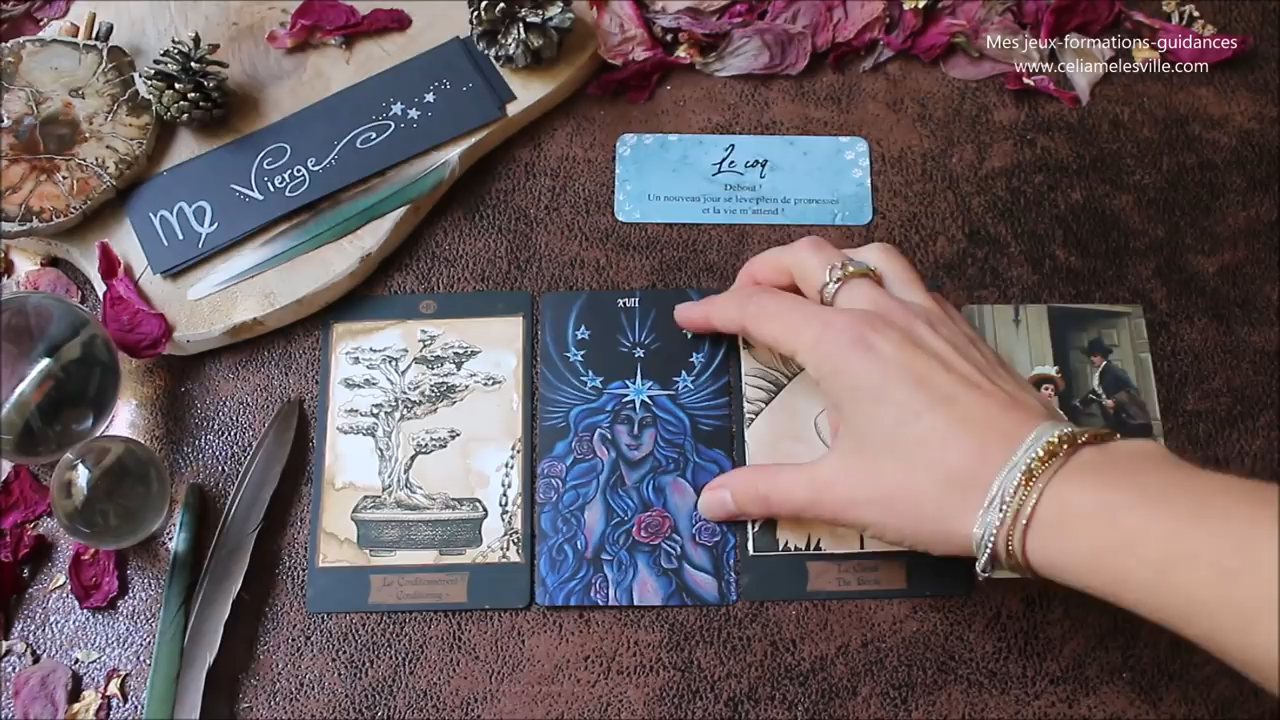 Mes jeux-formations-guidances
www.celiamelesville.com
♍ Vierge
Le coq
Debout !
Un nouveau jour se lève plein de promesses
et la vie m'attend !
XVII
Le Conditionnement
- Conditioning -